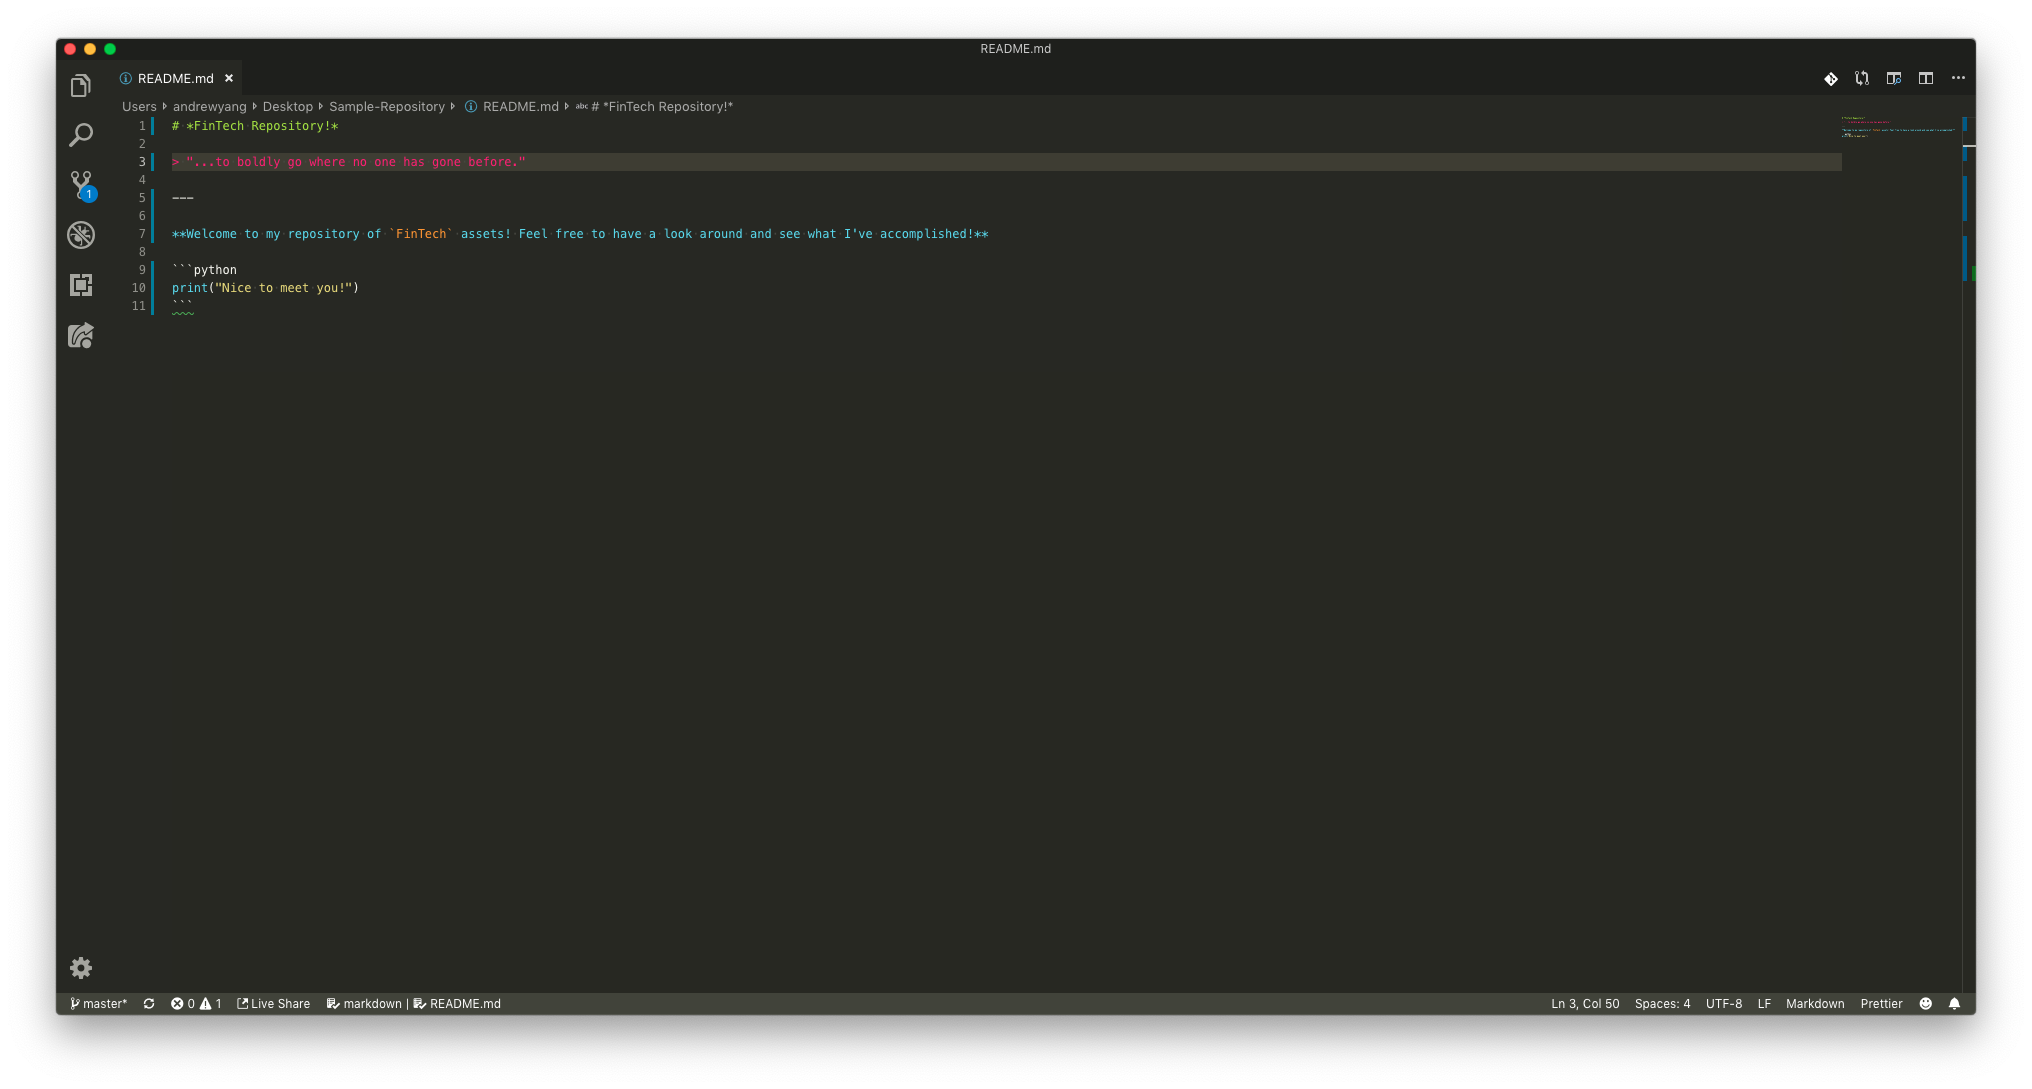 README.md
README.md ×
Users andrewyang Desktop Sample-Repository README.md abc # *FinTech Repository!*
1 # *FinTech Repository!*
2
3 > "...to boldly go where no one has gone before."
4
5 ---
6
7 **Welcome to my repository of `FinTech` assets! Feel free to have a look around and see what I've accomplished!**
8
9 ```python
10 print("Nice to meet you!")
11 ```
1
master* 0 1 Live Share markdown | README.md Ln 3, Col 50 Spaces: 4 UTF-8 LF Markdown Prettier